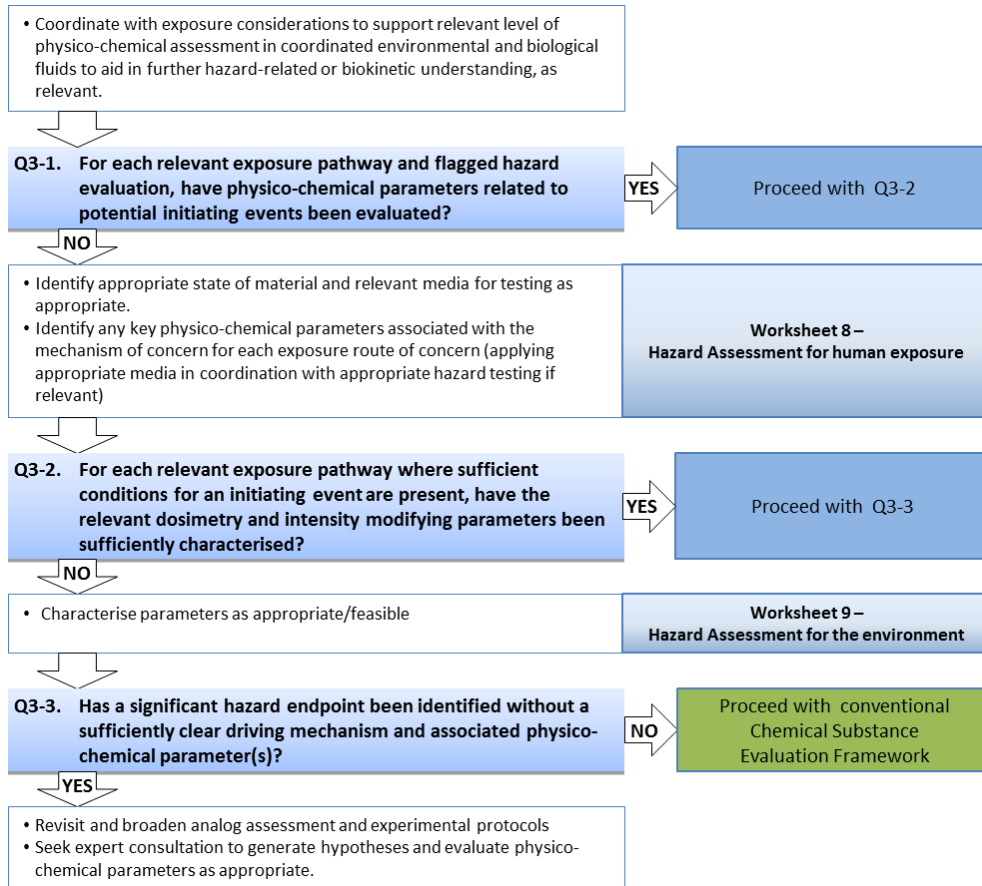 • Coordinate with exposure considerations to support relevant level of
physico-chemical assessment in coordinated environmental and biological
fluids to aid in further hazard-related or biokinetic understanding, as
relevant.
Q3-1. For each relevant exposure pathway and flagged hazard
evaluation, have physico-chemical parameters related to
potential initiating events been evaluated?
YES
Proceed with Q3-2
NO
• Identify appropriate state of material and relevant media for testing as
appropriate.
• Identify any key physico-chemical parameters associated with the
mechanism of concern for each exposure route of concern (applying
appropriate media in coordination with appropriate hazard testing if
relevant)
Worksheet 8 –
Hazard Assessment for human exposure
Q3-2. For each relevant exposure pathway where sufficient
conditions for an initiating event are present, have the
relevant dosimetry and intensity modifying parameters been
sufficiently characterised?
YES
Proceed with Q3-3
NO
• Characterise parameters as appropriate/feasible
Worksheet 9 –
Hazard Assessment for the environment
Q3-3. Has a significant hazard endpoint been identified without a
sufficiently clear driving mechanism and associated physico-
chemical parameter(s)?
NO
Proceed with conventional
Chemical Substance
Evaluation Framework
YES
• Revisit and broaden analog assessment and experimental protocols
• Seek expert consultation to generate hypotheses and evaluate physico-
chemical parameters as appropriate.